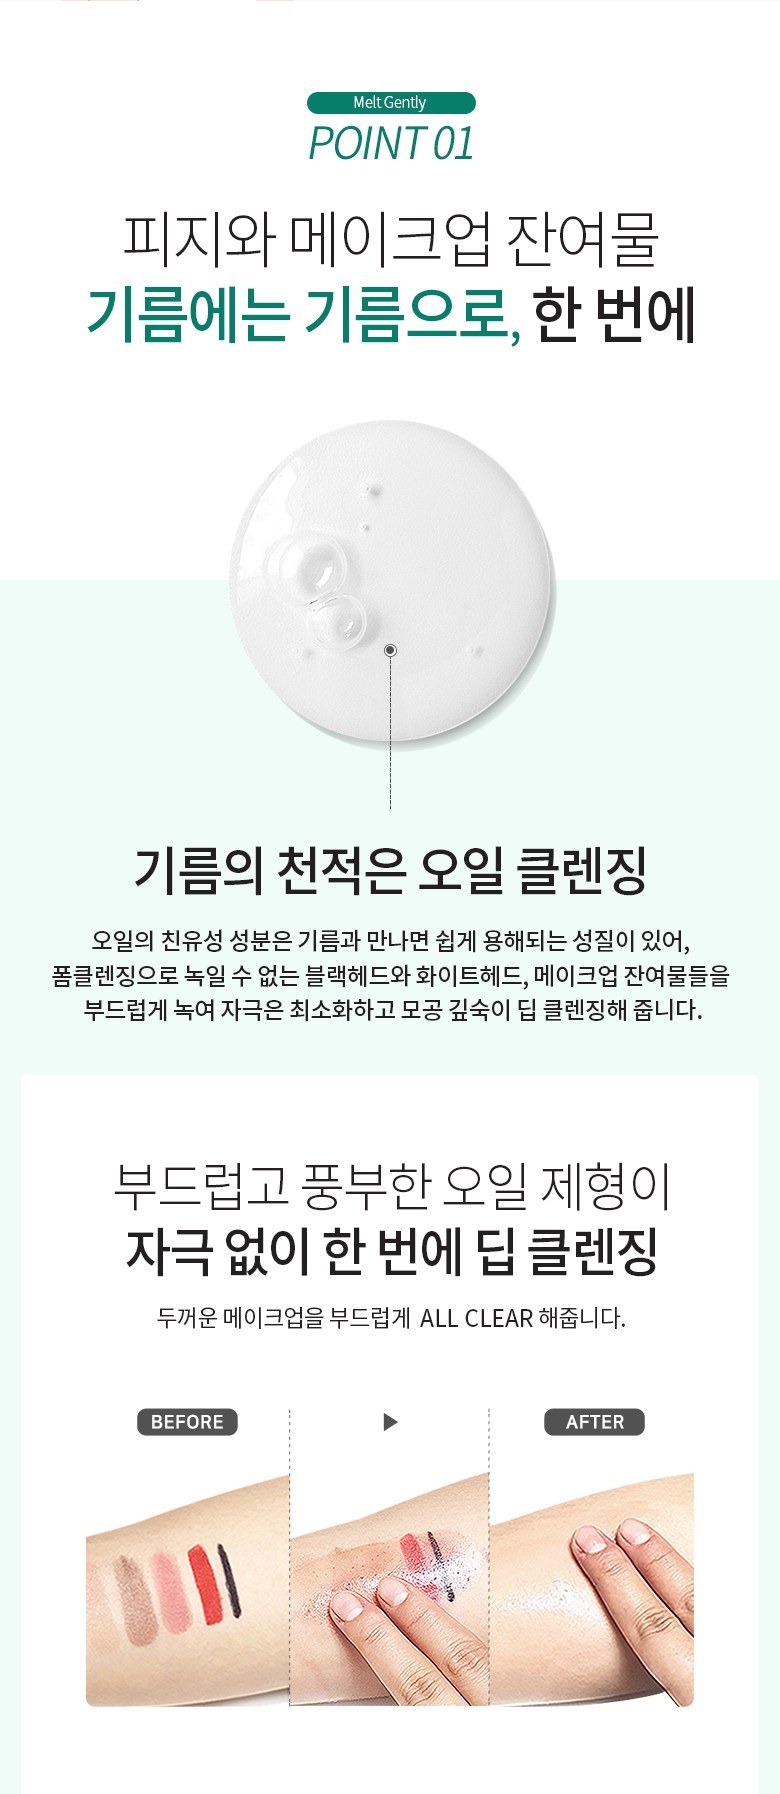 Melt Gently
POINT 01
피지와 메이크업 잔여물
기름에는 기름으로, 한 번에
기름의 천적은 오일 클렌징
오일의 친유성 성분은 기름과 만나면 쉽게 용해되는 성질이 있어,
폼클렌징으로 녹일 수 없는 블랙헤드와 화이트헤드, 메이크업 잔여물들을
부드럽게 녹여 자극은 최소화하고 모공 깊숙이 딥 클렌징해 줍니다.
부드럽고 풍부한 오일 제형이
자극 없이 한 번에 딥 클렌징
두꺼운 메이크업을 부드럽게 ALL CLEAR 해줍니다.
BEFORE
AFTER